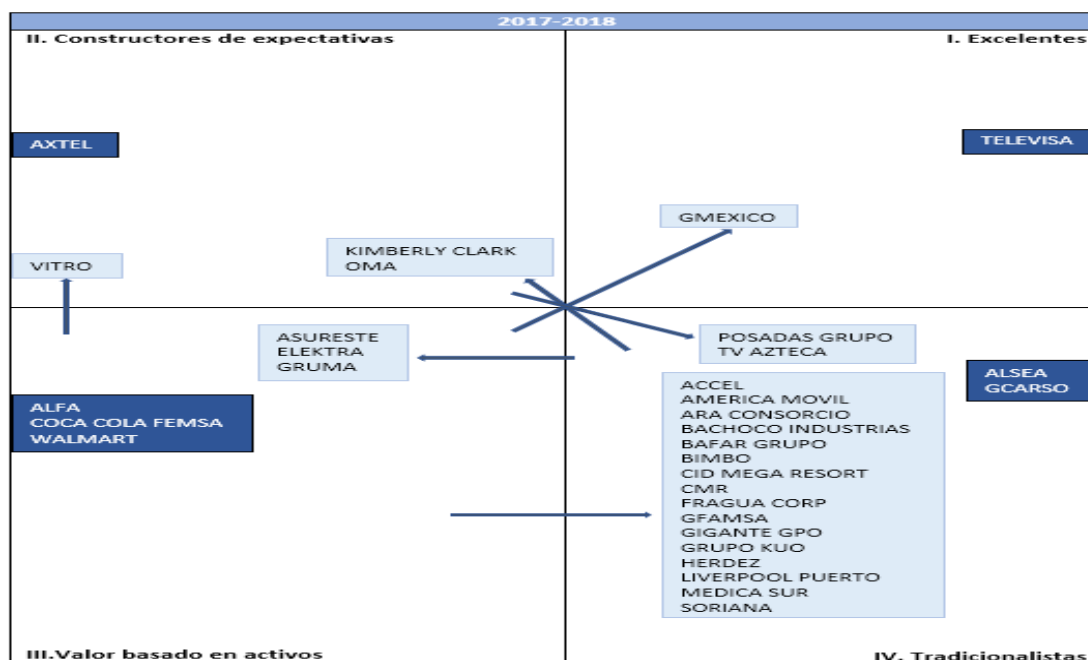 2017-2018
II. Constructores de expectativas
I. Excelentes
AXTEL
TELEVISA
GMEXICO
KIMBERLY CLARK
OMA
VITRO
ASURESTE
ELEKTRA
GRUMA
POSADAS GRUPO
TV AZTECA
ALSEA
GCARSO
ALFA
COCA COLA FEMSA
WALMART
ACCEL
AMERICA MOVIL
ARA CONSORCIO
BACHOCO INDUSTRIAS
BAFAR GRUPO
BIMBO
CID MEGA RESORT
CMR
FRAGUA CORP
GFAMSA
GIGANTE GPO
GRUPO KUO
HERDEZ
LIVERPOOL PUERTO
MEDICA SUR
SORIANA
III.Valor basado en activos
IV. Tradicionalistas